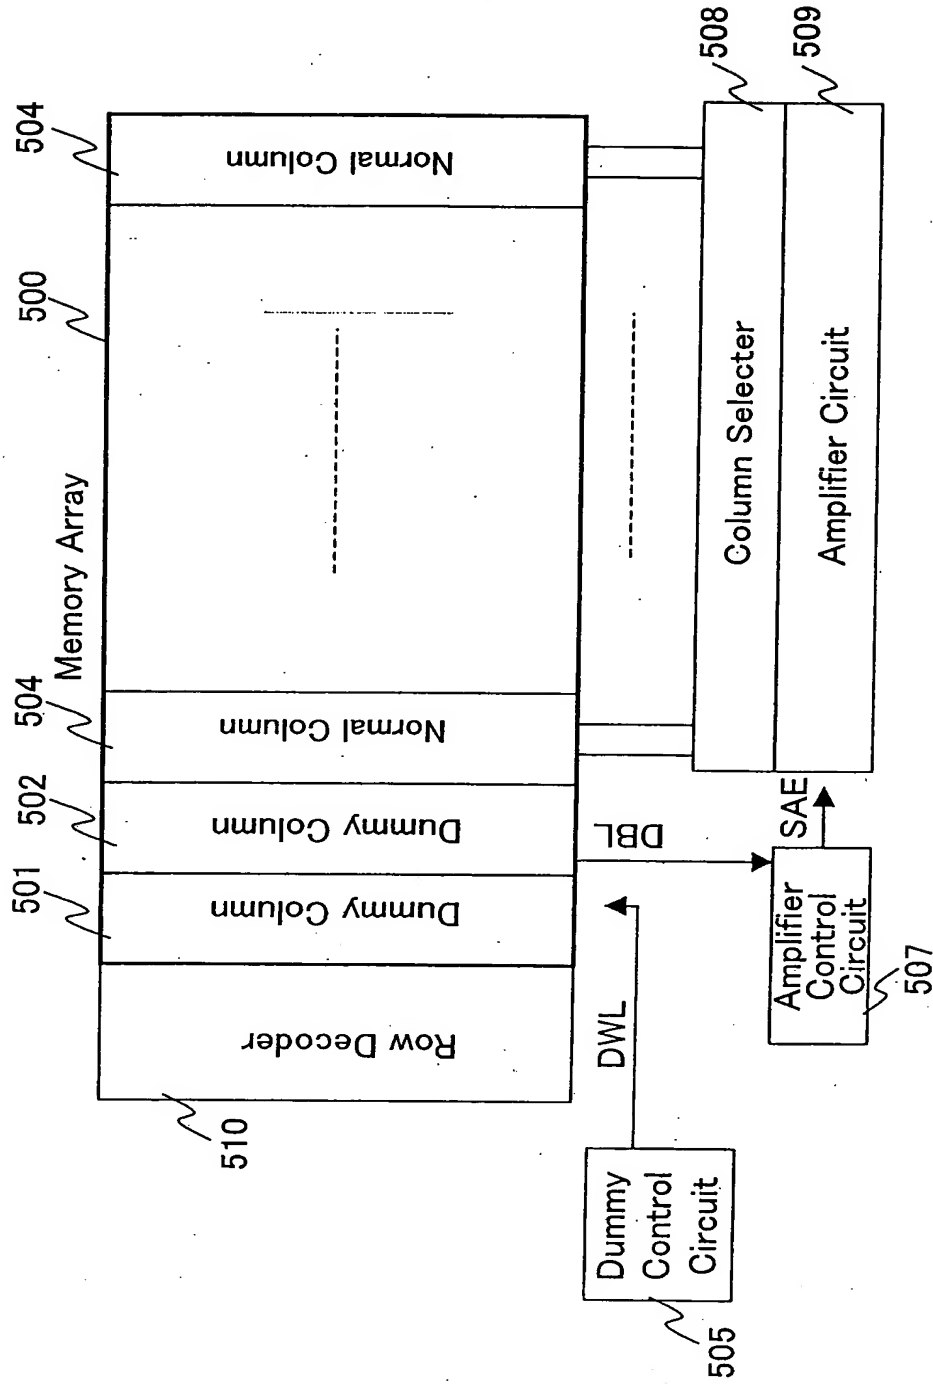 Memory Array
500
501
502
504
504
510
Row Decoder
Dummy Column
Dummy Column
Normal Column
Normal Column
DWL
DBL
Dummy
Control
Circuit
505
Amplifier
Control
Circuit
507
SAE
Column Selecter
508
Amplifier Circuit
509